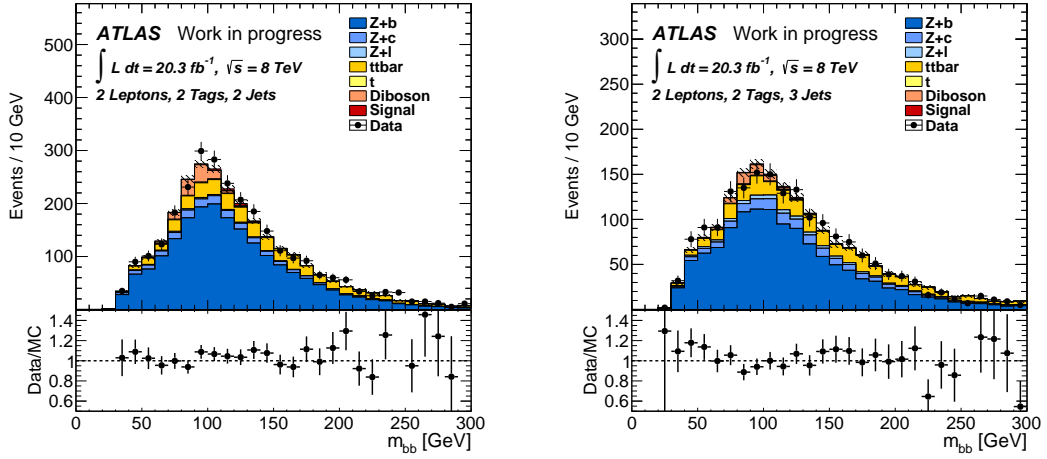 ATLAS Work in progress
∫ L dt = 20.3 fb⁻¹, √s = 8 TeV
2 Leptons, 2 Tags, 2 Jets
Z+b
Z+c
Z+l
ttbar
t
Diboson
Signal
Data
Events / 10 GeV
500
400
300
200
100
Data/MC
1.4
1.2
1
0.8
0.6
0 50 100 150 200 250 300
m_bb [GeV]
ATLAS Work in progress
∫ L dt = 20.3 fb⁻¹, √s = 8 TeV
2 Leptons, 2 Tags, 3 Jets
Z+b
Z+c
Z+l
ttbar
t
Diboson
Signal
Data
Events / 10 GeV
300
250
200
150
100
50
Data/MC
1.4
1.2
1
0.8
0.6
0 50 100 150 200 250 300
m_bb [GeV]